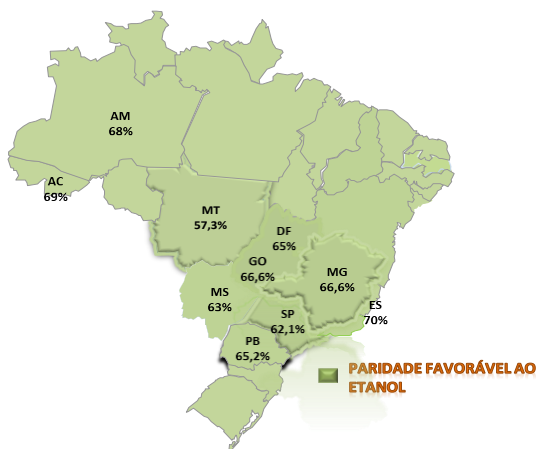 AM
68%
AC
69%
MT
57,3%
DF
65%
GO
66,6%
MG
66,6%
MS
63%
ES
70%
SP
62,1%
PB
65,2%
PARIDADE FAVORÁVEL AO
ETANOL